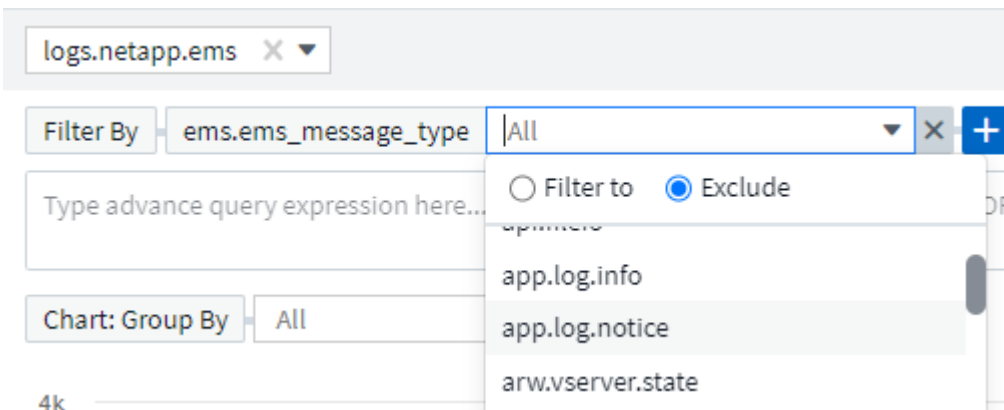 logs.netapp.ems
Filter By ems.ems_message_type All
Filter to Exclude
Type advance query expression here...
app.log.info
Chart: Group By All
app.log.notice
arw.vserver.state
4k